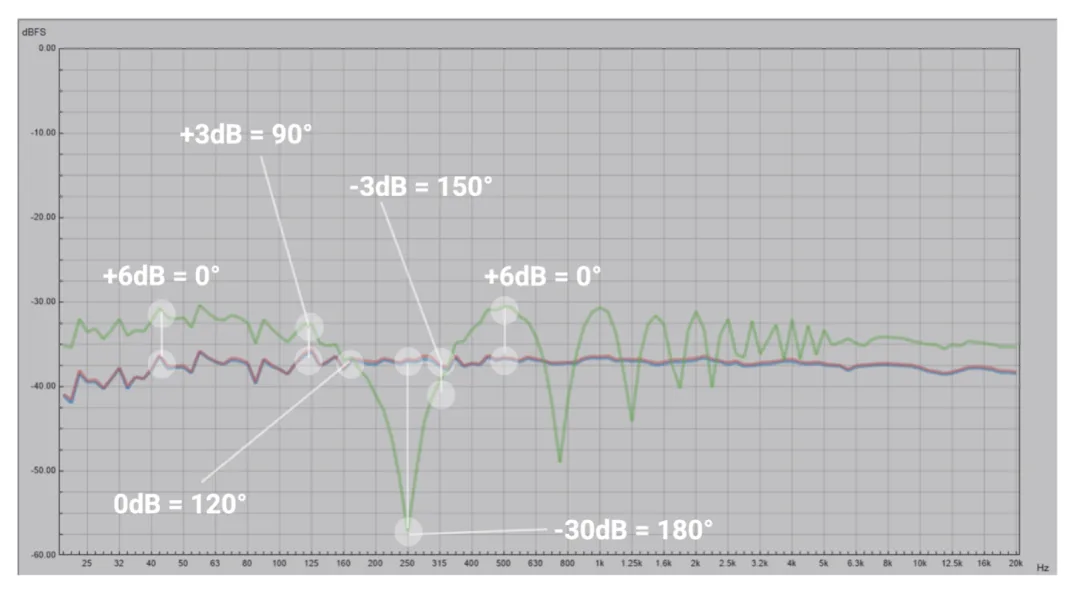 dBFS
0.00
+3dB = 90°
-10.00
-3dB = 150°
-20.00
+6dB = 0°
+6dB = 0°
-30.00
-40.00
-50.00
0dB = 120°
-30dB = 180°
-60.00
25 32 40 50 63 80 100 125 160 200 250 315 400 500 630 800 1k 1.25k 1.6k 2k 2.5k 3.2k 4k 5k 6.3k 8k 10k 12.5k 16k 20k Hz